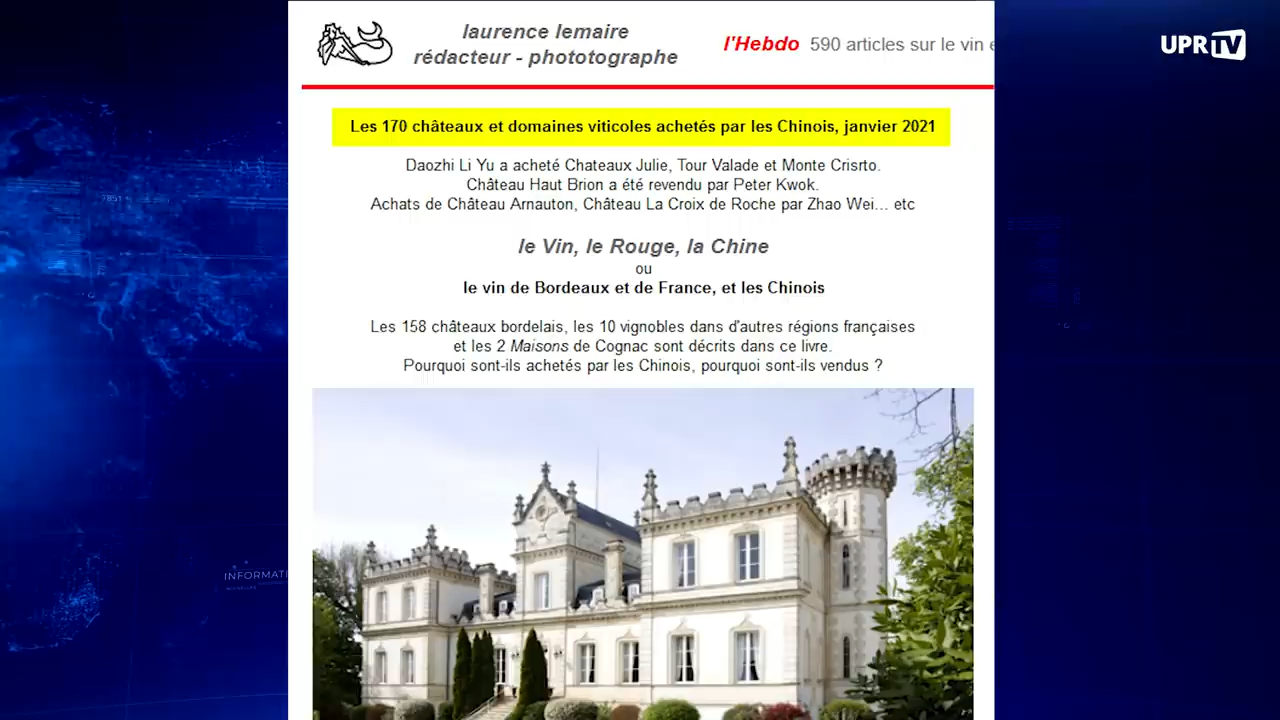 laurence lemaire
rédacteur - phototographe
l'Hebdo 590 articles sur le vin e
UPR TV
Les 170 châteaux et domaines viticoles achetés par les Chinois, janvier 2021
Daozhi Li Yu a acheté Chateaux Julie, Tour Valade et Monte Crisrto.
Château Haut Brion a été revendu par Peter Kwok.
Achats de Château Arnauton, Château La Croix de Roche par Zhao Wei... etc
le Vin, le Rouge, la Chine
ou
le vin de Bordeaux et de France, et les Chinois
Les 158 châteaux bordelais, les 10 vignobles dans d'autres régions françaises
et les 2 Maisons de Cognac sont décrits dans ce livre.
Pourquoi sont-ils achetés par les Chinois, pourquoi sont-ils vendus ?
INFORMATI